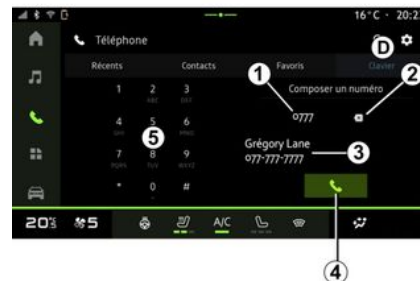 16°C · 20:2
Téléphone
D
Récents Contacts Favoris Clavier
1 2 3
Composer un numéro
1 2
0777
4 5 6
5
Grégory Lane 3
077-777-7777
7 8 9
* 0 #
4
20 5 5 A/C